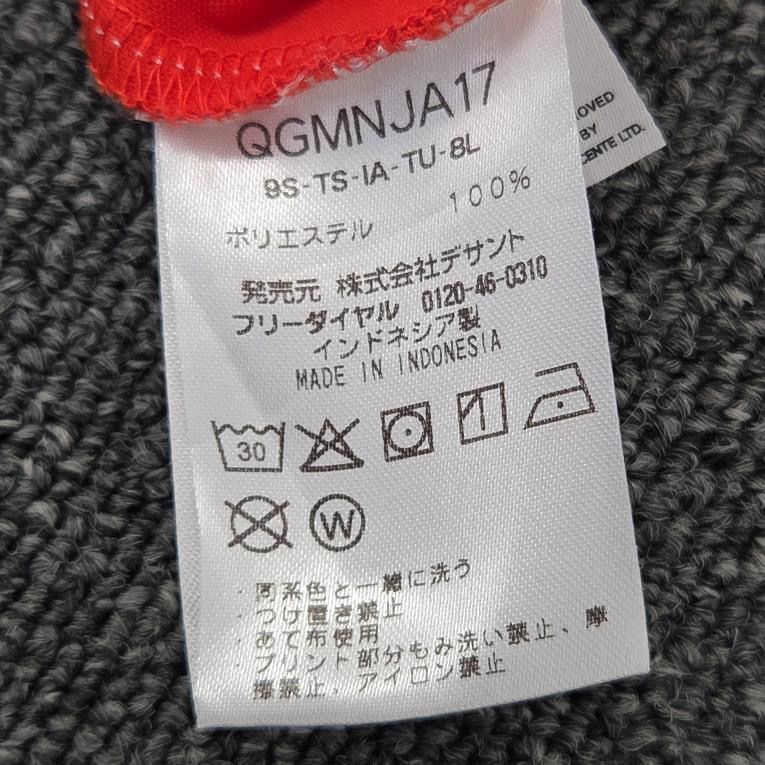 QGMNJA17
9S-TS-IA-TU-8L
ポリエステル 100%
発売元 株式会社デサント
フリーダイヤル 0120-46-0310
インドネシア製
MADE IN INDONESIA
30
W
・同系色と一緒に洗う
・つけ置き禁止
・あて布使用
・プリント部分もみ洗い禁止、摩
擦禁止、アイロン禁止
BY
LTD.